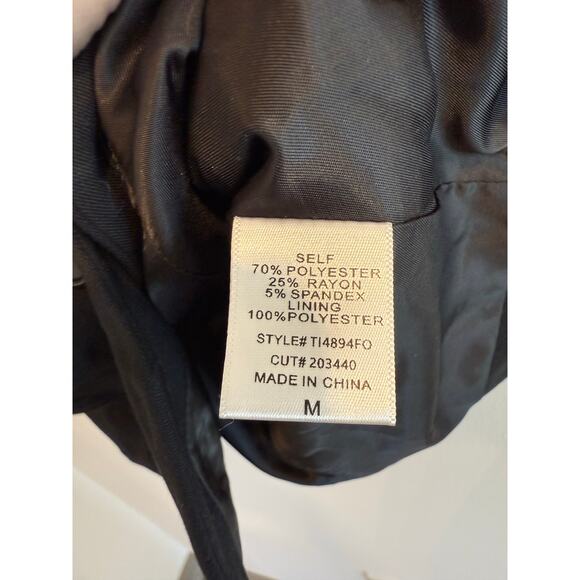 SELF
70% POLYESTER
25% RAYON
5% SPANDEX
LINING
100%POLYESTER
STYLE# TI4894FO
CUT# 203440
MADE IN CHINA
M